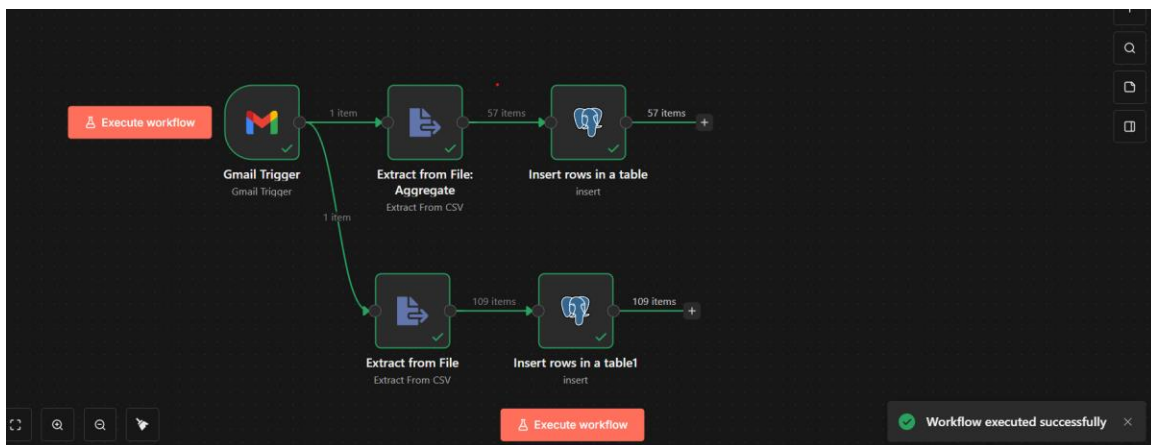 Execute workflow
1 item
57 items
57 items
Gmail Trigger
Gmail Trigger
Extract from File:
Aggregate
Extract From CSV
Insert rows in a table
insert
1 item
109 items
109 items
Extract from File
Extract From CSV
Insert rows in a table1
insert
Execute workflow
Workflow executed successfully